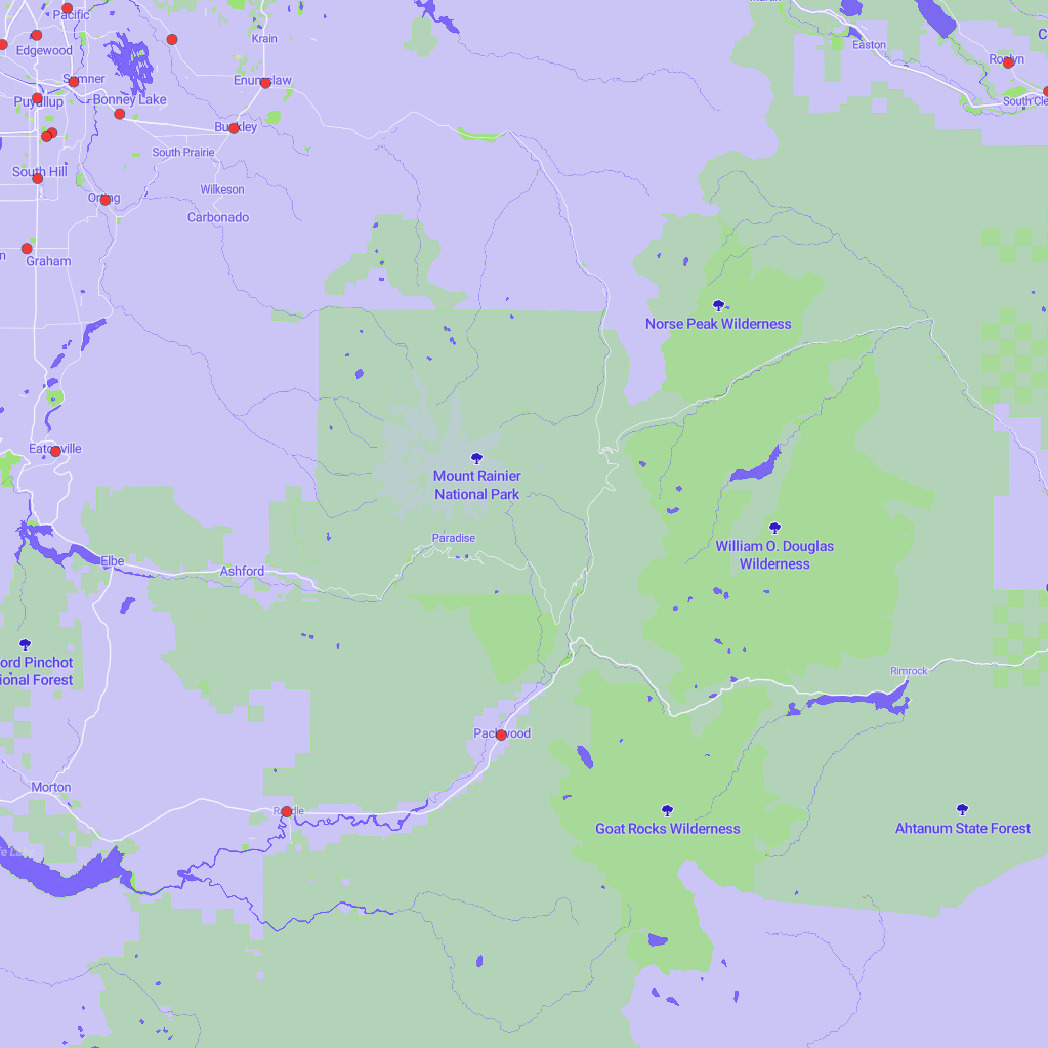 Pacific
Krain
Easton
Edgewood
Roslyn
Sumner
Enumclaw
Puyallup
Bonney Lake
South Cle
Buckley
South Prairie
South Hill
Wilkeson
Orting
Carbonado
Graham
Norse Peak Wilderness
Eatonville
Mount Rainier
National Park
Paradise
William O. Douglas
Wilderness
Elbe
Ashford
ord Pinchot
ional Forest
Rimrock
Packwood
Morton
Randle
Goat Rocks Wilderness
Ahtanum State Forest